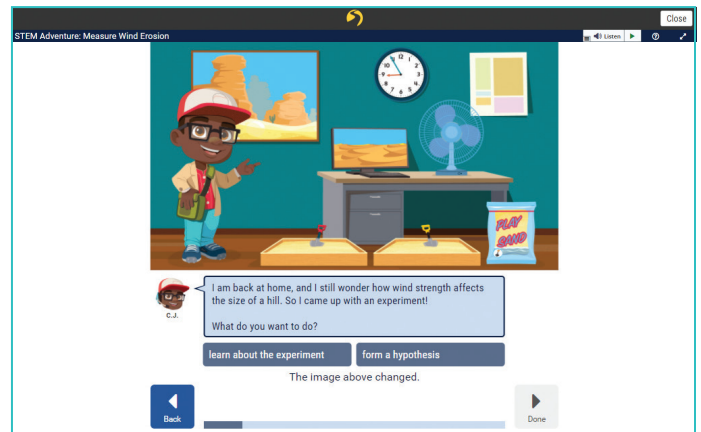 Close
STEM Adventure: Measure Wind Erosion
Listen
PLAY
SAND
I am back at home, and I still wonder how wind strength affects
the size of a hill. So I came up with an experiment!
What do you want to do?
C.J.
learn about the experiment
form a hypothesis
The image above changed.
Back
Done